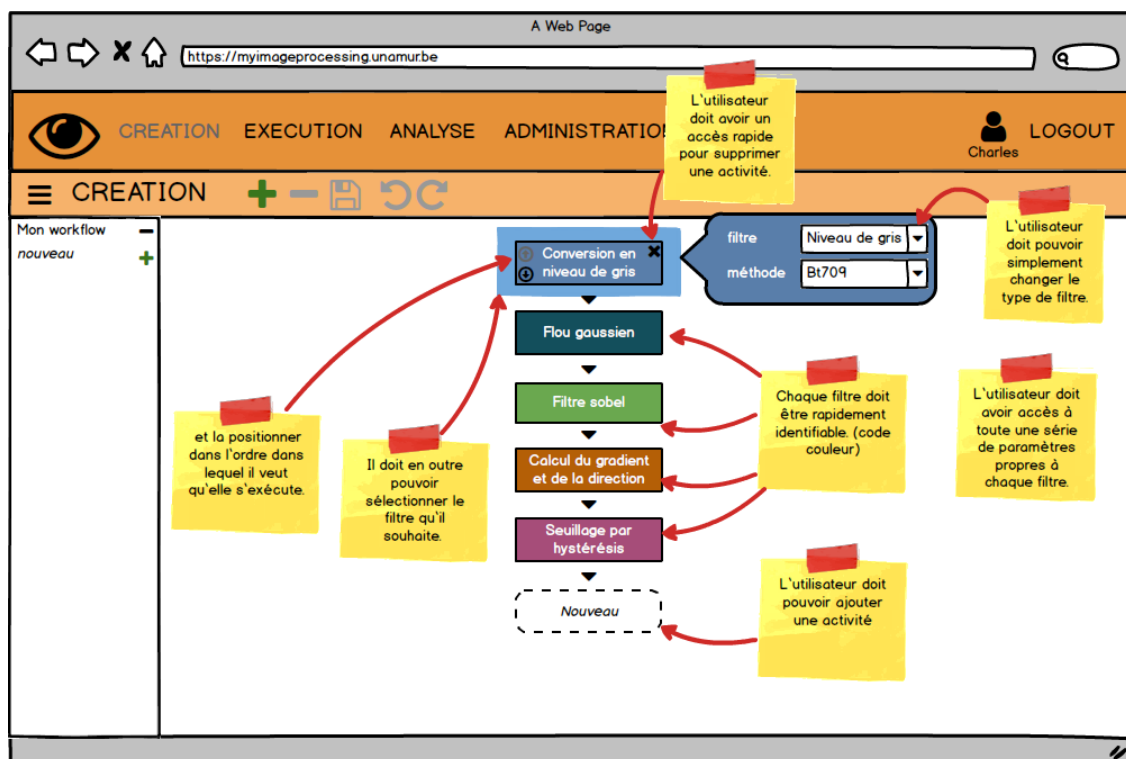 A Web Page
https://myimageprocessing.unamur.be
CREATION EXECUTION ANALYSE ADMINISTRATION
Charles
LOGOUT
CREATION
L'utilisateur
doit avoir un
accès rapide
pour supprimer
une activité.
Mon workflow
nouveau
Conversion en
niveau de gris
filtre
Niveau de gris
méthode
Bt709
L'utilisateur
doit pouvoir
simplement
changer le
type de filtre.
Flou gaussien
Filtre sobel
Calcul du gradient
et de la direction
Seuillage par
hystérésis
Nouveau
Chaque filtre doit
être rapidement
identifiable. (code
couleur)
L'utilisateur doit
avoir accès à
toute une série
de paramètres
propres à
chaque filtre.
et la positionner
dans l'ordre dans
lequel il veut
qu'elle s'exécute.
Il doit en outre
pouvoir
sélectionner le
filtre qu'il
souhaite.
L'utilisateur doit
pouvoir ajouter
une activité